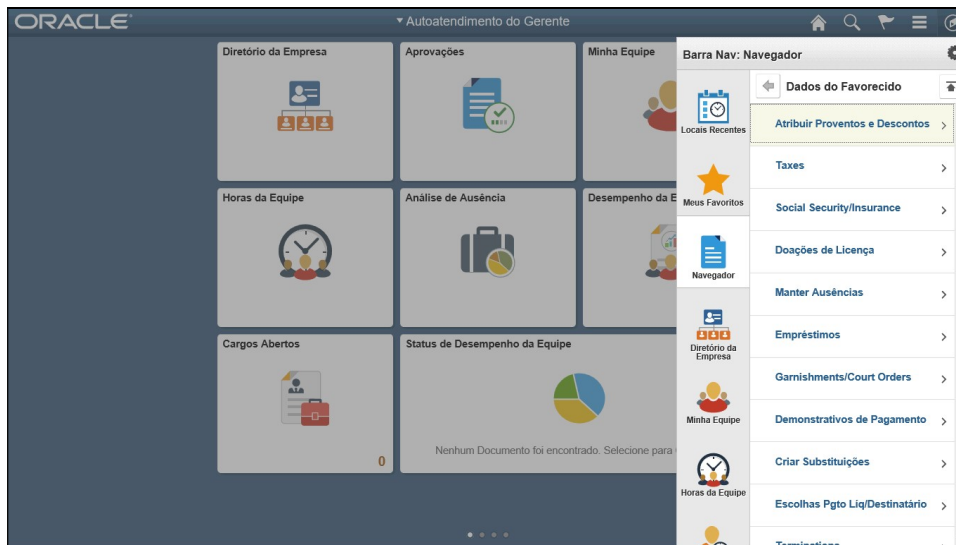 ORACLE
Autoatendimento do Gerente
Diretório da Empresa
Aprovações
Minha Equipe
Horas da Equipe
Análise de Ausência
Desempenho da E
Cargos Abertos
0
Status de Desempenho da Equipe
Nenhum Documento foi encontrado. Selecione para
Barra Nav: Navegador
Locais Recentes
Meus Favoritos
Navegador
Diretório da
Empresa
Minha Equipe
Horas da Equipe
Dados do Favorecido
Atribuir Proventos e Descontos
Taxes
Social Security/Insurance
Doações de Licença
Manter Ausências
Empréstimos
Garnishments/Court Orders
Demonstrativos de Pagamento
Criar Substituições
Escolhas Pgto Liq/Destinatário
Terminations